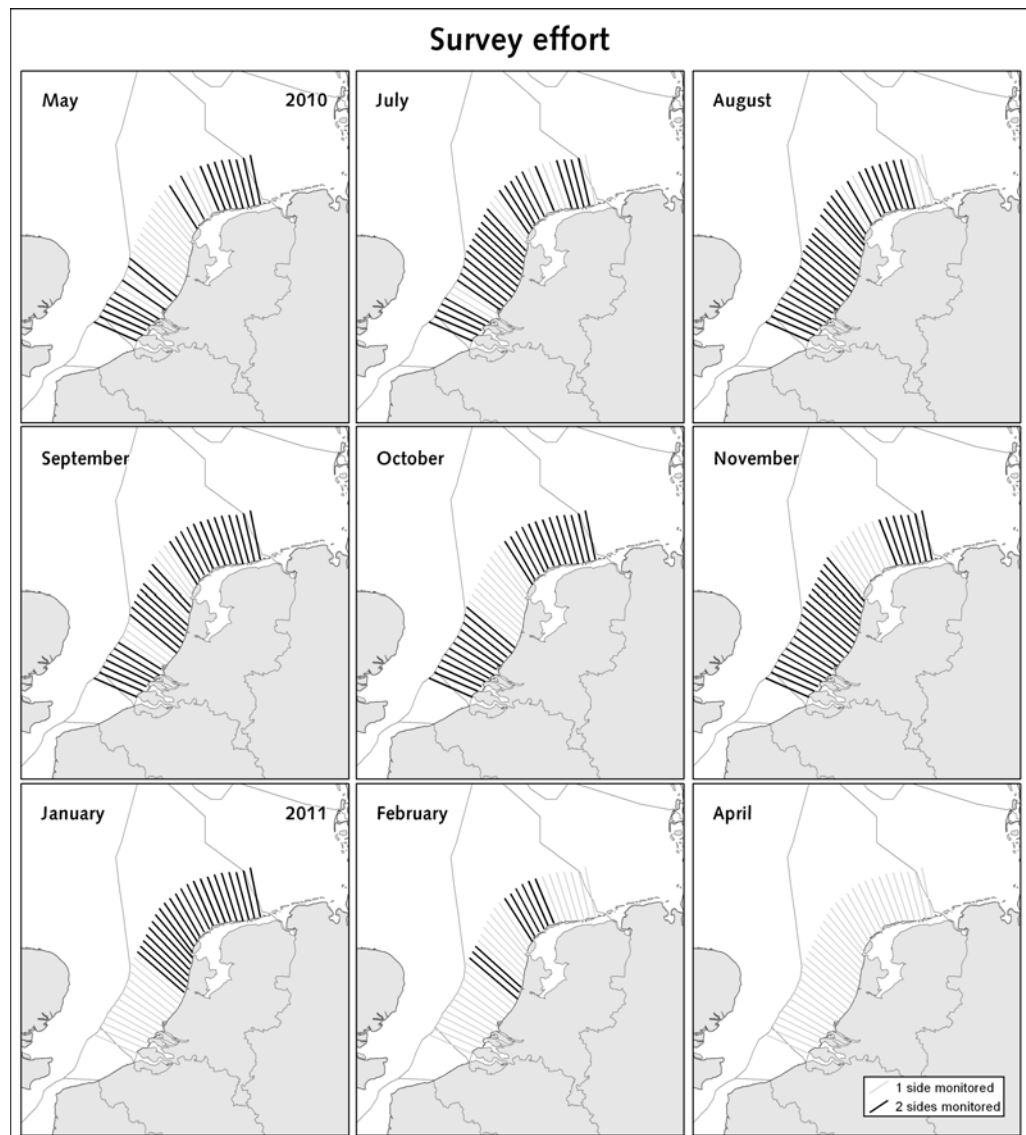 Survey effort
May 2010
July
August
September
October
November
January 2011
February
April
1 side monitored
2 sides monitored